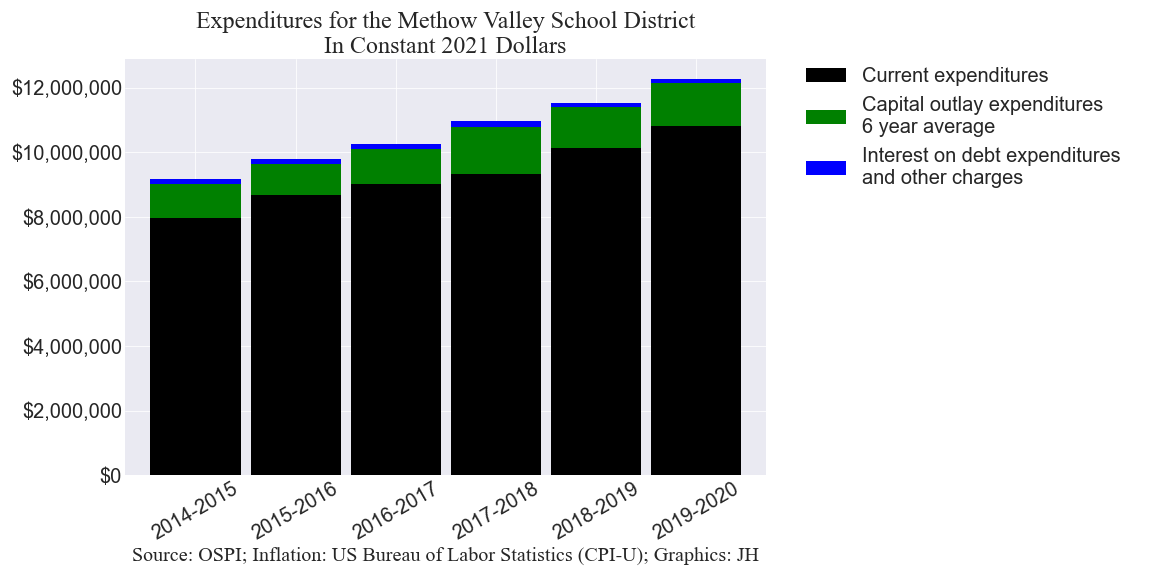 Expenditures for the Methow Valley School District
In Constant 2021 Dollars
$12,000,000
$10,000,000
$8,000,000
$6,000,000
$4,000,000
$2,000,000
$0
2014-2015
2015-2016
2016-2017
2017-2018
2018-2019
2019-2020
Source: OSPI; Inflation: US Bureau of Labor Statistics (CPI-U); Graphics: JH
Current expenditures
Capital outlay expenditures
6 year average
Interest on debt expenditures
and other charges